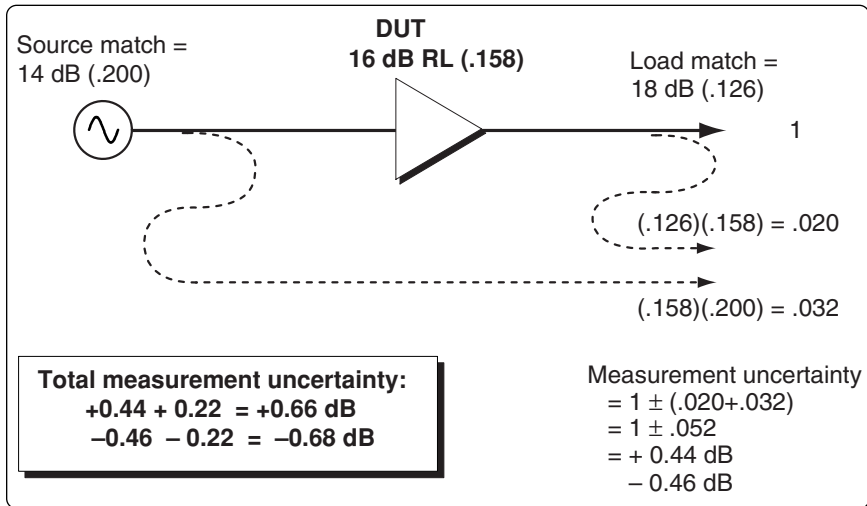 DUT
16 dB RL (.158)
Source match =
14 dB (.200)
Load match =
18 dB (.126)
1
(.126)(.158) = .020
(.158)(.200) = .032
Total measurement uncertainty:
+0.44 + 0.22 = +0.66 dB
−0.46 − 0.22 = −0.68 dB
Measurement uncertainty
= 1 ± (.020+.032)
= 1 ± .052
= + 0.44 dB
− 0.46 dB